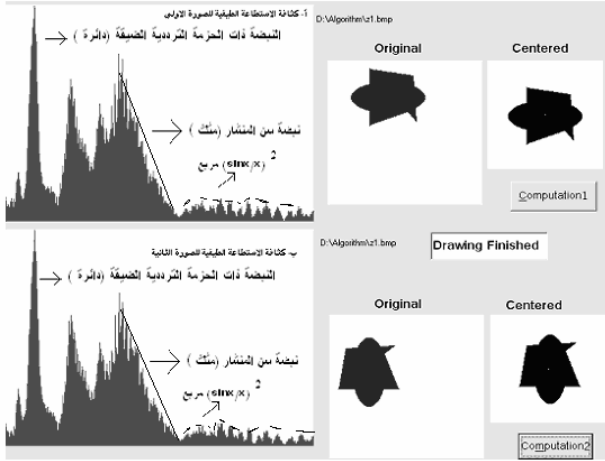 أ- كثافة الاستطاعة الطيفية للصورة الاولى
النبضة ذات الحزمة الترددية الضيقة (دائرة )
نبضة سن المنشار (مثلث )
مربع (sinx/x) 2
D:\Algorithm\z1.bmp
Original
Centered
Computation1
ب- كثافة الاستطاعة الطيفية للصورة الثانية
النبضة ذات الحزمة الترددية الضيقة (دائرة )
نبضة سن المنشار (مثلث )
مربع (sinx/x) 2
D:\Algorithm\z1.bmp
Drawing Finished
Original
Centered
Computation2